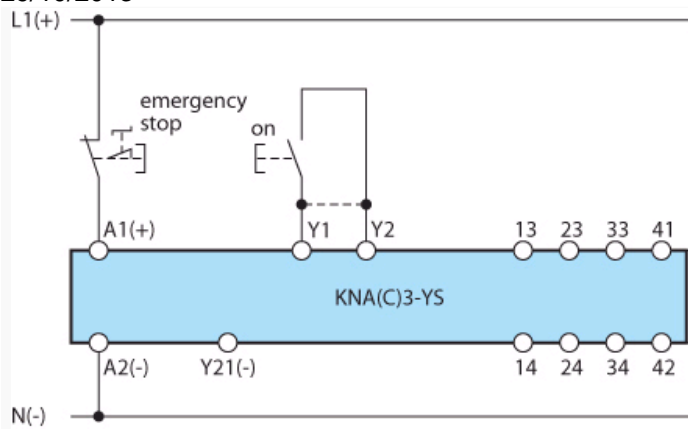 L1(+)
emergency
stop
on
A1(+) Y1 Y2 13 23 33 41
KNA(C)3-YS
A2(-) Y21(-) 14 24 34 42
N(-)